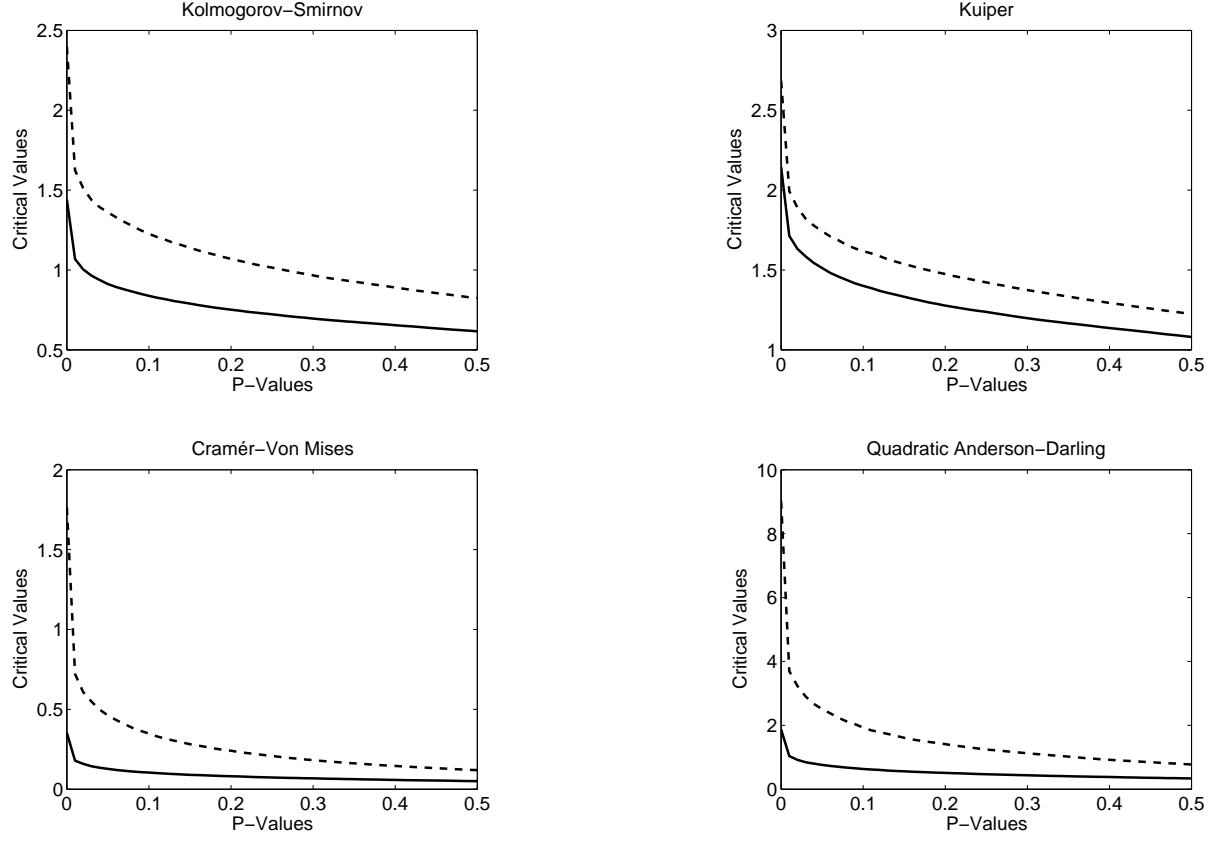 Kolmogorov−Smirnov
2.5
2
1.5
1
0.5
Critical Values
0 0.1 0.2 0.3 0.4 0.5
P−Values
Kuiper
3
2.5
2
1.5
1
Critical Values
0 0.1 0.2 0.3 0.4 0.5
P−Values
Cramér−Von Mises
2
1.5
1
0.5
0
Critical Values
0 0.1 0.2 0.3 0.4 0.5
P−Values
Quadratic Anderson−Darling
10
8
6
4
2
0
Critical Values
0 0.1 0.2 0.3 0.4 0.5
P−Values